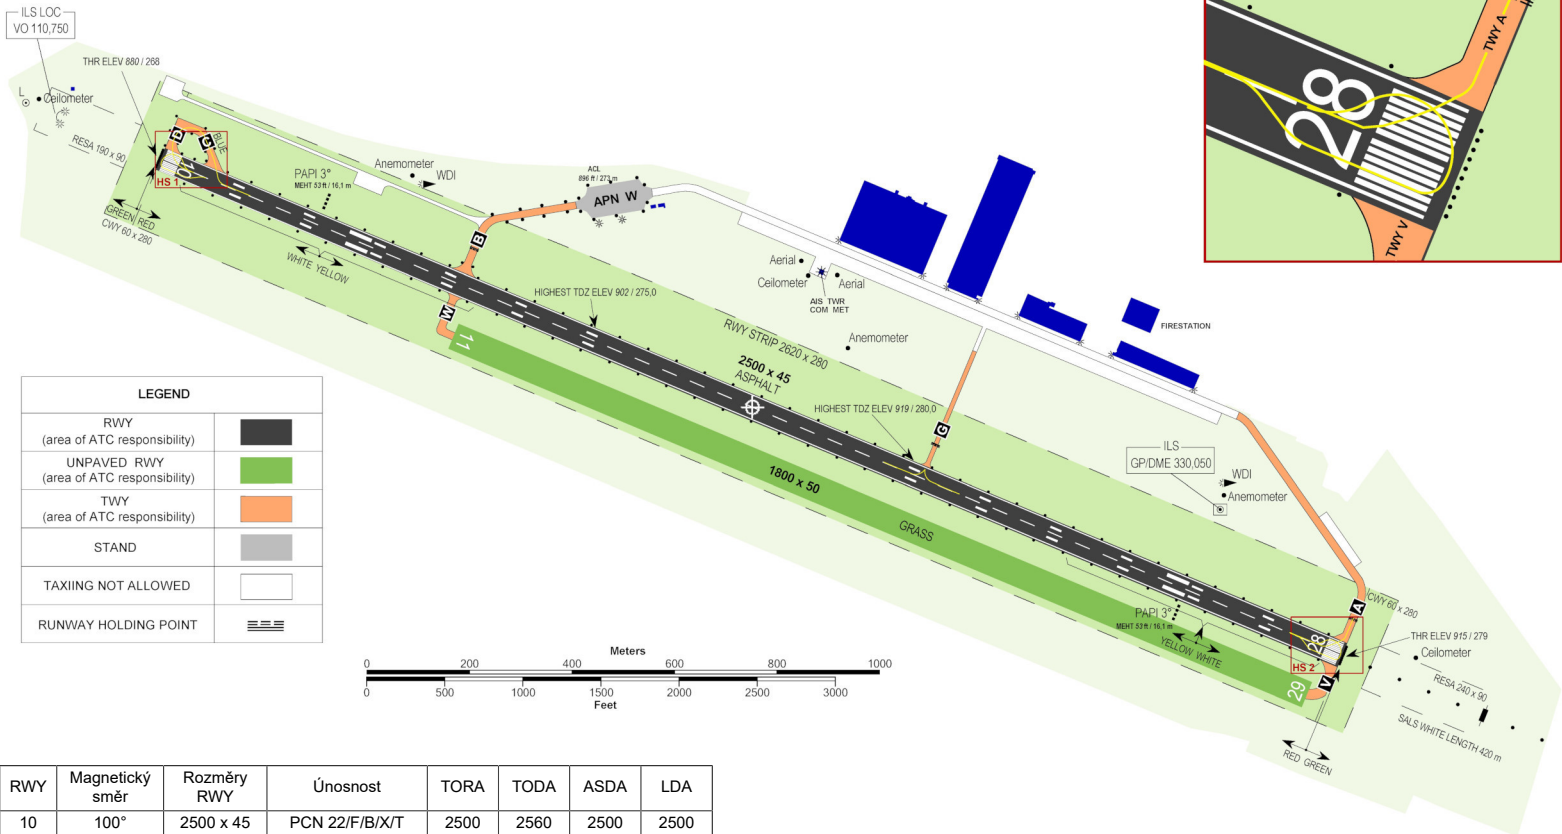 ILS LOC
VO 110,750
THR ELEV 880 / 268
L
Ceilometer
RESA 190 x 90
D
C
BLUE
HS 1
GREEN RED
CWY 60 x 280
PAPI 3°
MEHT 53 ft / 16,1 m
WHITE YELLOW
Anemometer
WDI
ACL
896 ft / 273 m
APN W
B
W
11
HIGHEST TDZ ELEV 902 / 275,0
Aerial
Ceilometer
Aerial
AIS TWR
COM MET
Anemometer
RWY STRIP 2620 x 280
2500 x 45
ASPHALT
FIRESTATION
HIGHEST TDZ ELEV 919 / 280,0
G
1800 x 50
GRASS
ILS
GP/DME 330,050
WDI
Anemometer
PAPI 3°
MEHT 53 ft / 16,1 m
YELLOW WHITE
28
HS 2
A
CWY 60 x 280
THR ELEV 915 / 279
Ceilometer
29
V
RESA 240 x 90
SALS WHITE LENGTH 420 m
RED GREEN
28
TWY A
TWY V
LEGEND
RWY
(area of ATC responsibility)
UNPAVED RWY
(area of ATC responsibility)
TWY
(area of ATC responsibility)
STAND
TAXIING NOT ALLOWED
RUNWAY HOLDING POINT
Meters
0 200 400 600 800 1000
0 500 1000 1500 2000 2500 3000
Feet
RWY Magnetický směr Rozměry RWY Únosnost TORA TODA ASDA LDA
10 100° 2500 x 45 PCN 22/F/B/X/T 2500 2560 2500 2500